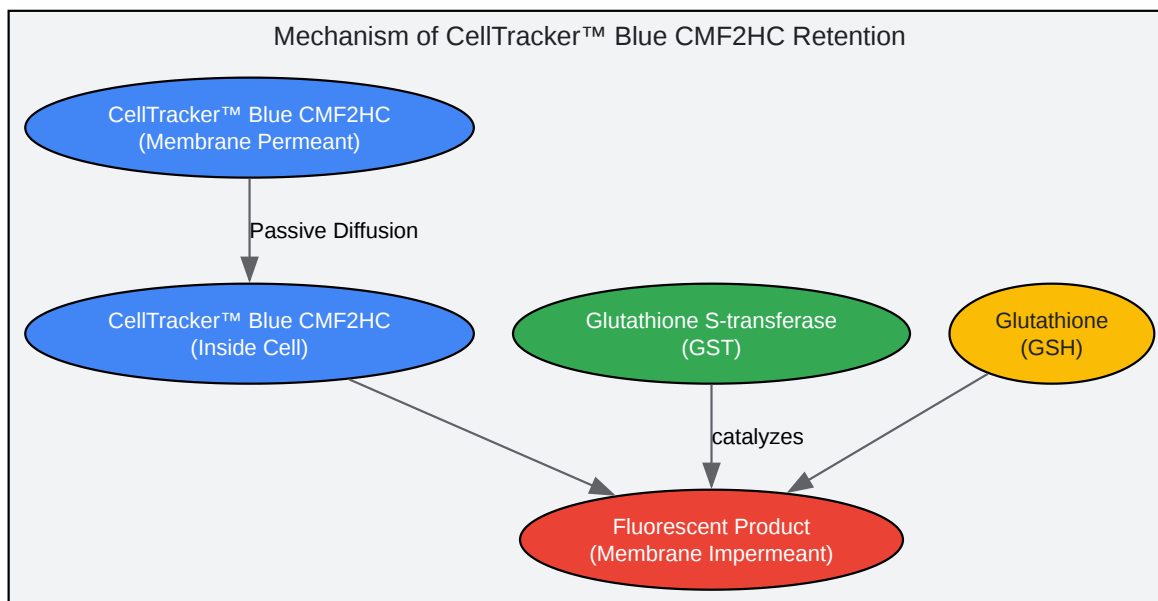 Mechanism of CellTracker™ Blue CMF2HC Retention
CellTracker™ Blue CMF2HC
(Membrane Permeant)
Passive Diffusion
CellTracker™ Blue CMF2HC
(Inside Cell)
Glutathione S-transferase
(GST)
Glutathione
(GSH)
catalyzes
Fluorescent Product
(Membrane Impermeant)